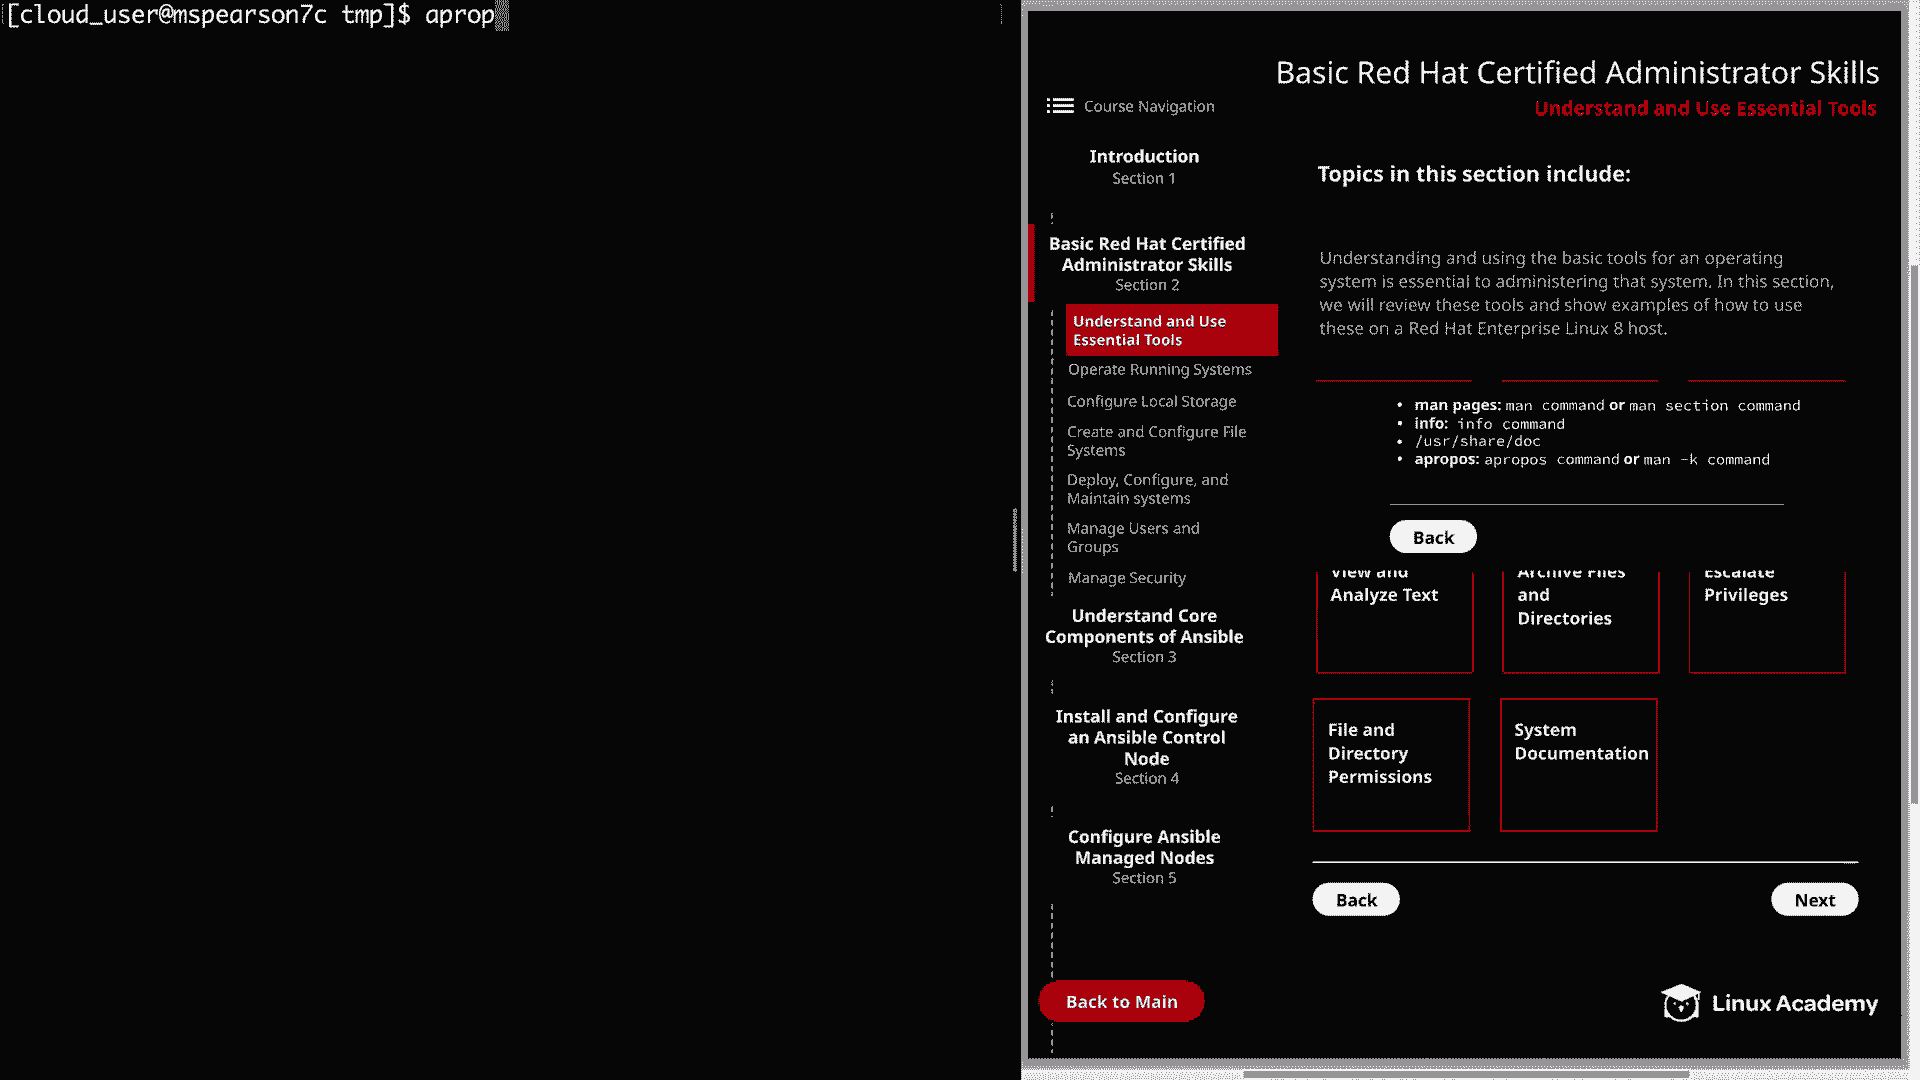 [cloud_user@mspearson7c tmp]$ aprop
Basic Red Hat Certified Administrator Skills
Understand and Use Essential Tools
Course Navigation
Introduction
Section 1
Basic Red Hat Certified
Administrator Skills
Section 2
Understand and Use
Essential Tools
Operate Running Systems
Configure Local Storage
Create and Configure File
Systems
Deploy, Configure, and
Maintain systems
Manage Users and
Groups
Manage Security
Understand Core
Components of Ansible
Section 3
Install and Configure
an Ansible Control
Node
Section 4
Configure Ansible
Managed Nodes
Section 5
Back to Main
Topics in this section include:
Understanding and using the basic tools for an operating
system is essential to administering that system. In this section,
we will review these tools and show examples of how to use
these on a Red Hat Enterprise Linux 8 host.
• man pages: man command or man section command
• info: info command
• /usr/share/doc
• apropos: apropos command or man -k command
Back
View and
Analyze Text
Archive Files
and
Directories
Escalate
Privileges
File and
Directory
Permissions
System
Documentation
Back
Next
Linux Academy